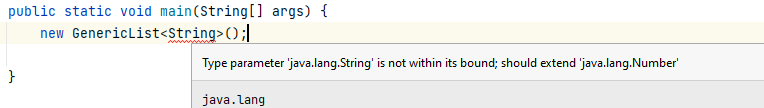 public static void main(String[] args) {
new GenericList<String>();
Type parameter 'java.lang.String' is not within its bound; should extend 'java.lang.Number'
}
java.lang